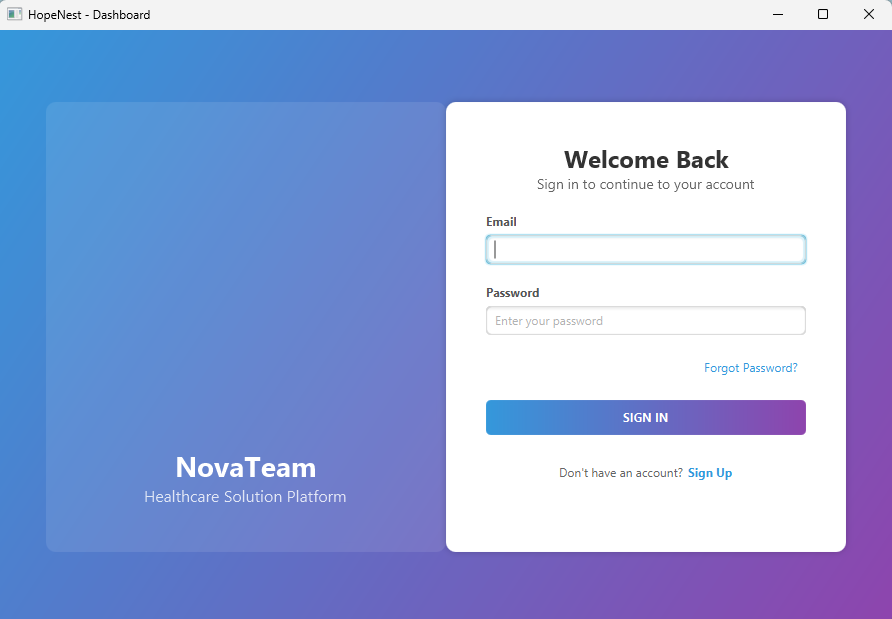 HopeNest - Dashboard
Welcome Back
Sign in to continue to your account
Email
Password
Enter your password
Forgot Password?
SIGN IN
Don't have an account? Sign Up
NovaTeam
Healthcare Solution Platform